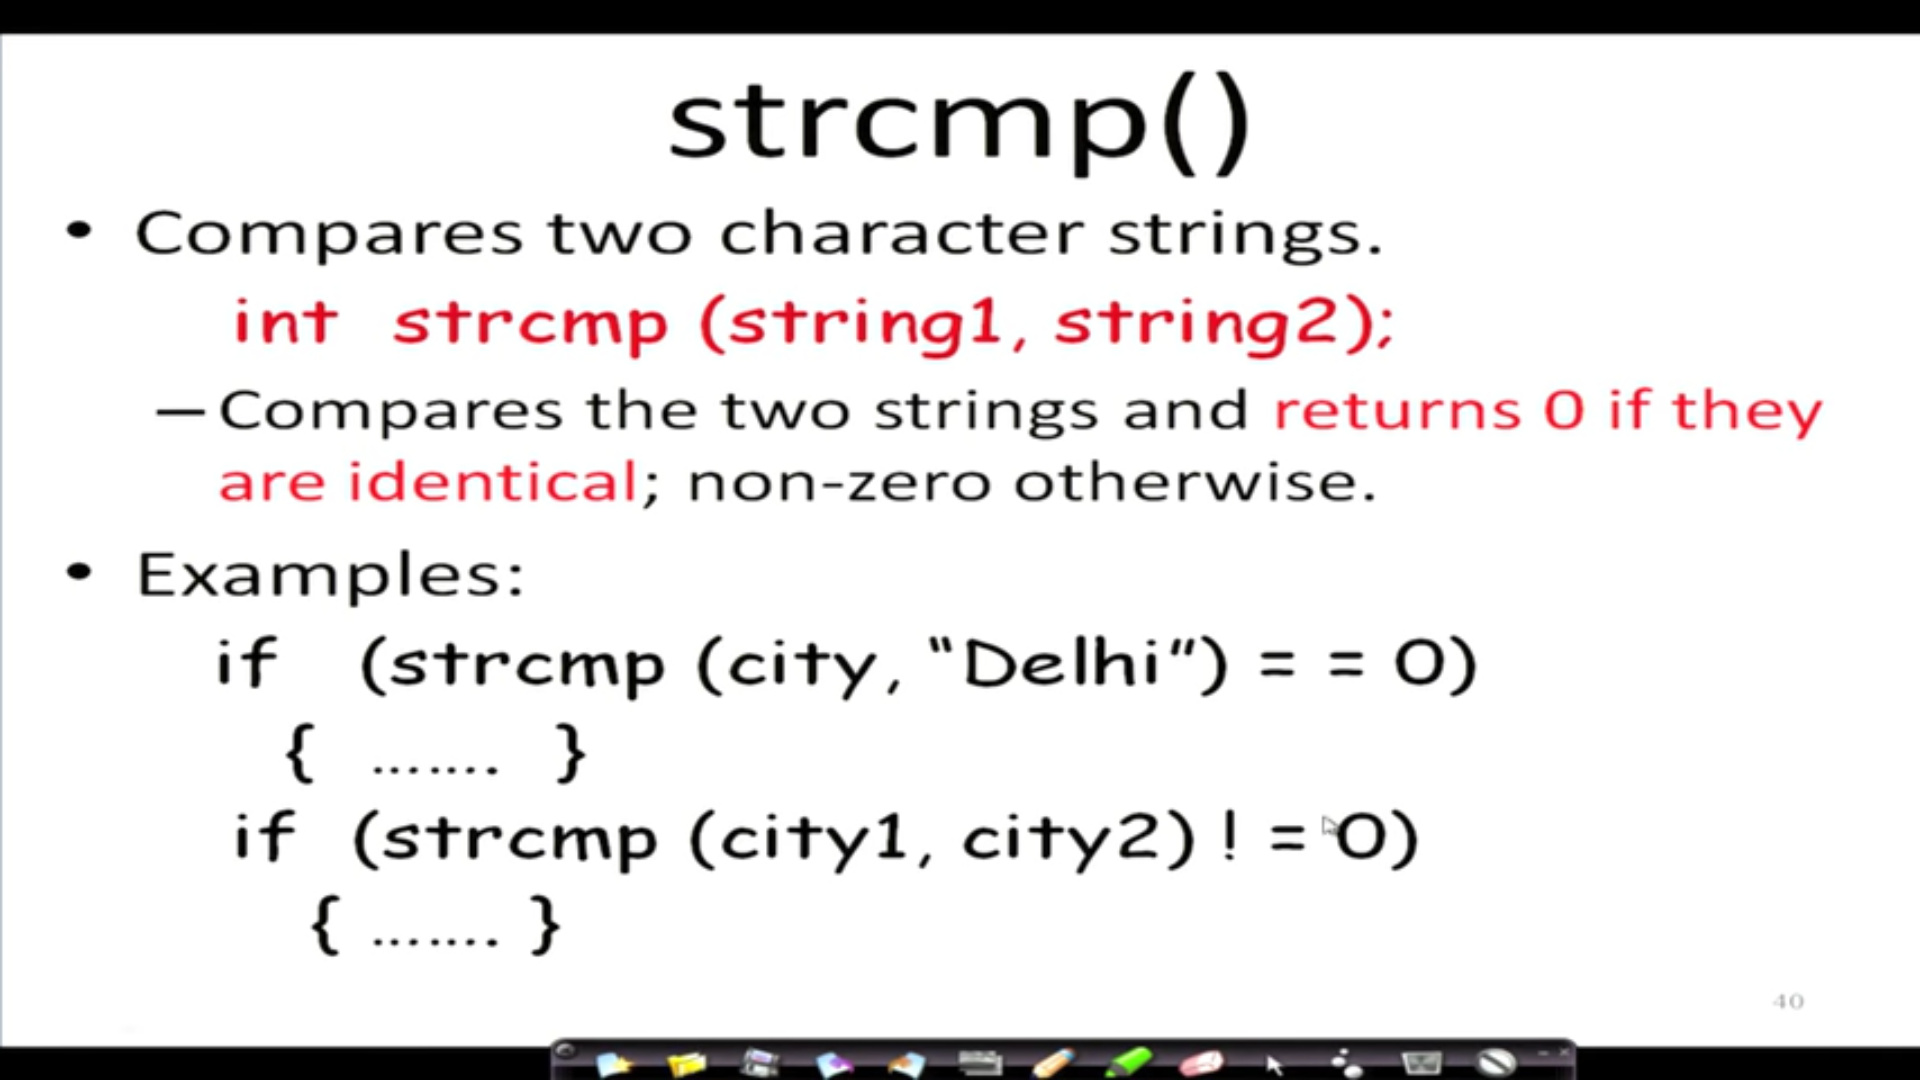 strcmp()
• Compares two character strings.
int strcmp (string1, string2);
– Compares the two strings and returns 0 if they
are identical; non-zero otherwise.
• Examples:
if (strcmp (city, “Delhi”) = = 0)
{ ……. }
if (strcmp (city1, city2) ! = 0)
{ ……. }
40